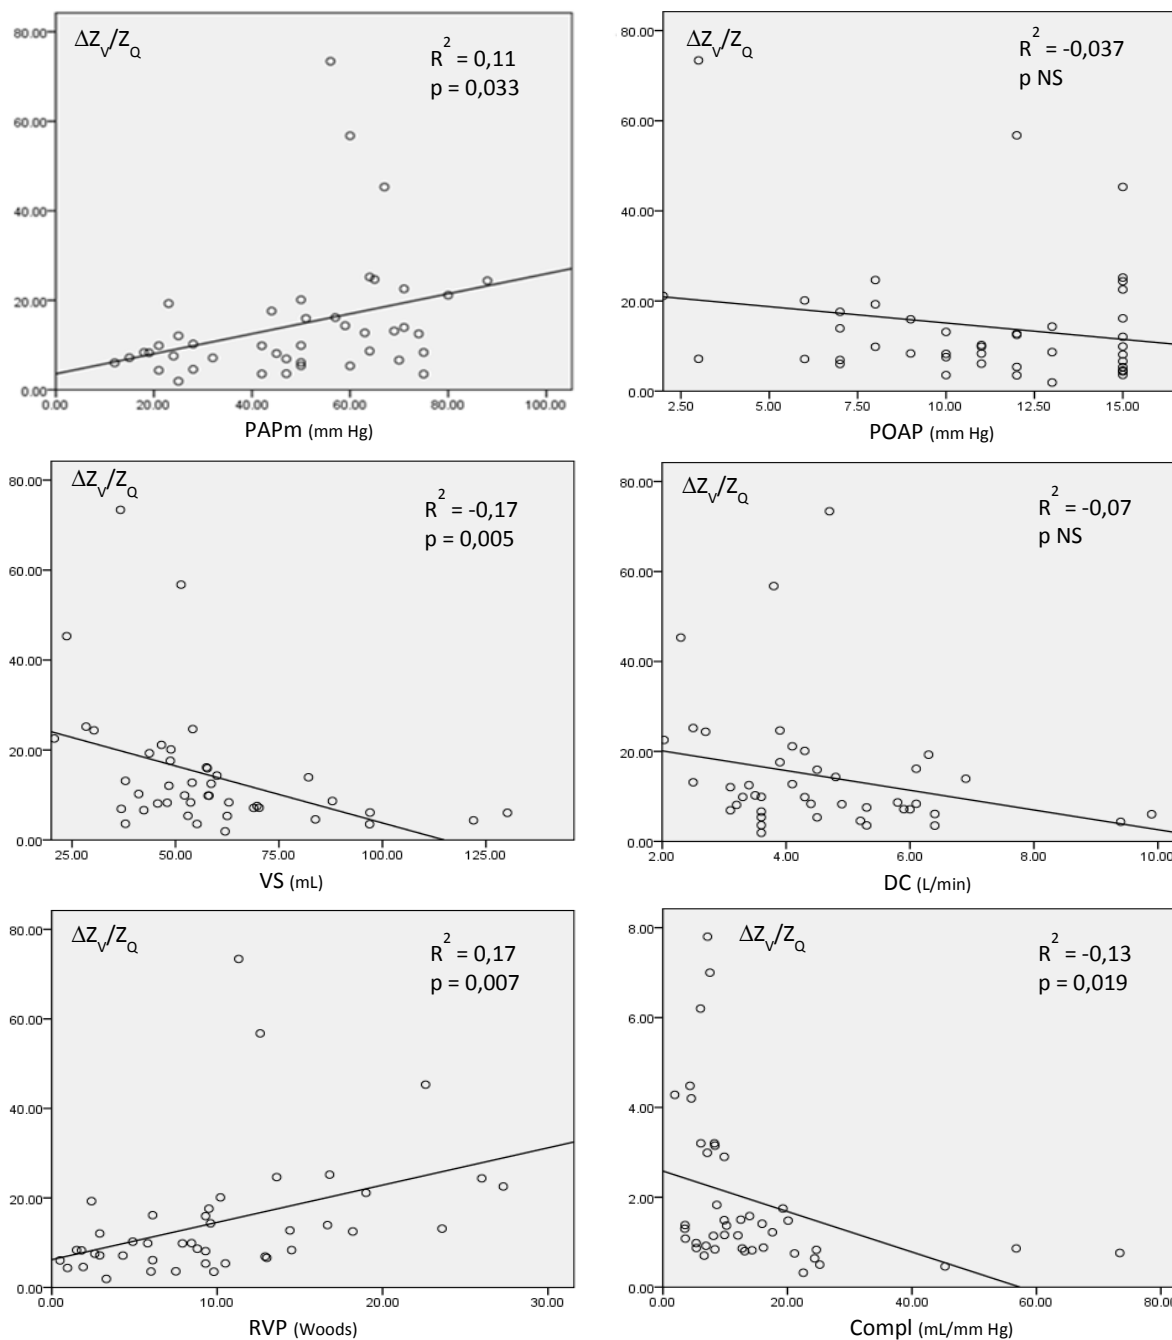 ΔZV/ZQ
R2 = 0,11
p = 0,033
80.00
60.00
40.00
20.00
0.00
0.00 20.00 40.00 60.00 80.00 100.00
PAPm (mm Hg)
ΔZV/ZQ
R2 = -0,037
p NS
80.00
60.00
40.00
20.00
0.00
2.50 5.00 7.50 10.00 12.50 15.00
POAP (mm Hg)
ΔZV/ZQ
R2 = -0,17
p = 0,005
80.00
60.00
40.00
20.00
0.00
25.00 50.00 75.00 100.00 125.00
VS (mL)
ΔZV/ZQ
R2 = -0,07
p NS
80.00
60.00
40.00
20.00
0.00
2.00 4.00 6.00 8.00 10.00
DC (L/min)
ΔZV/ZQ
R2 = 0,17
p = 0,007
80.00
60.00
40.00
20.00
0.00
0.00 10.00 20.00 30.00
RVP (Woods)
ΔZV/ZQ
R2 = -0,13
p = 0,019
8.00
6.00
4.00
2.00
0.00
0.00 20.00 40.00 60.00 80.00
Compl (mL/mm Hg)